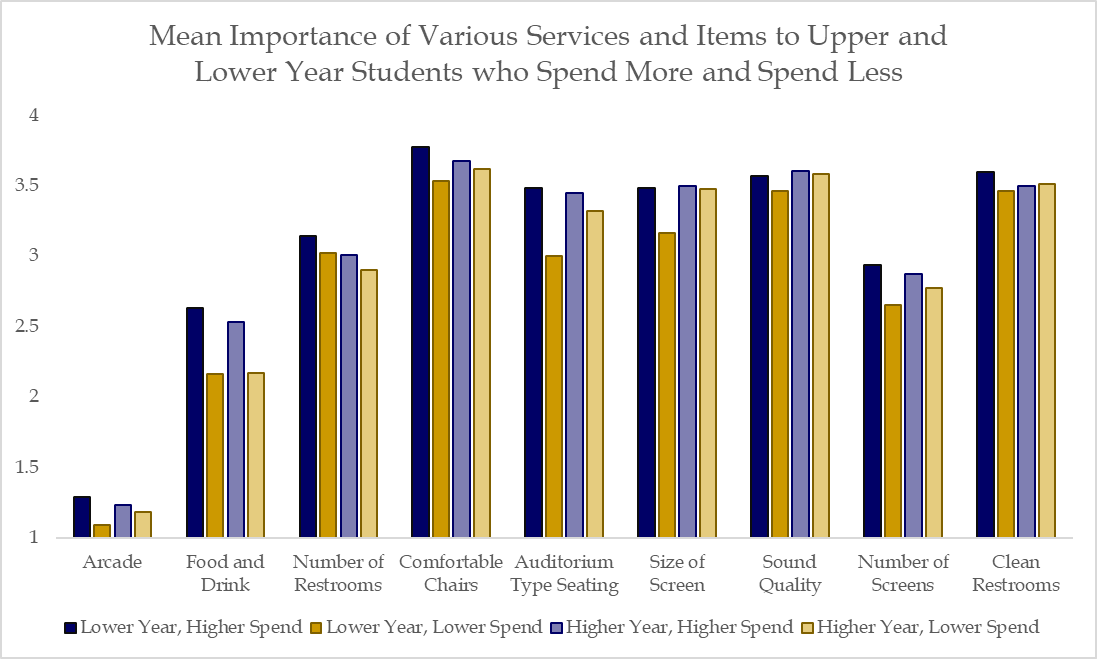 Mean Importance of Various Services and Items to Upper and
Lower Year Students who Spend More and Spend Less
4
3.5
3
2.5
2
1.5
1
Arcade
Food and
Drink
Number of
Restrooms
Comfortable
Chairs
Auditorium
Type Seating
Size of
Screen
Sound
Quality
Number of
Screens
Clean
Restrooms
Lower Year, Higher Spend
Lower Year, Lower Spend
Higher Year, Higher Spend
Higher Year, Lower Spend